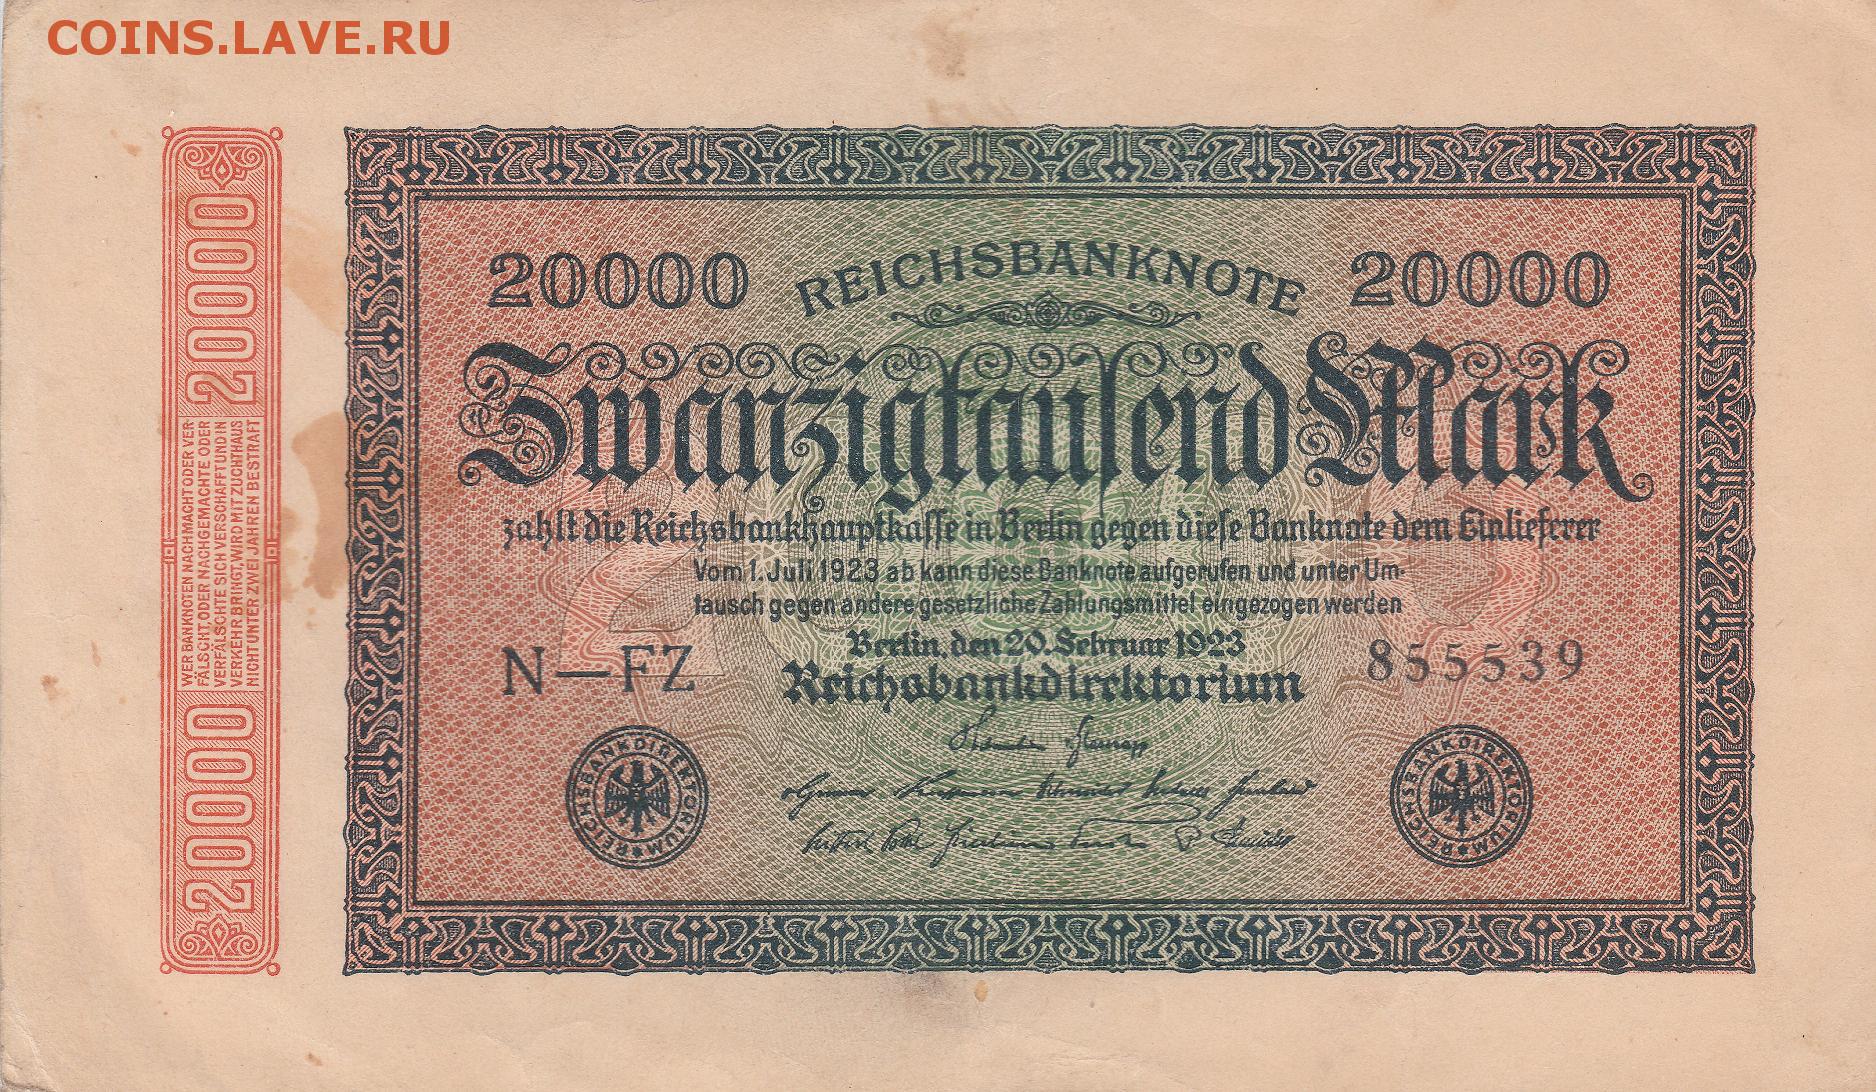 COINS.LAVE.RU
20000
WER BANKNOTEN NACHMACHT ODER VER-
FÄLSCHT, ODER NACHGEMACHTE ODER
VERFÄLSCHTE SICH VERSCHAFFT UND IN
VERKEHR BRINGT, WIRD MIT ZUCHTHAUS
NICHT UNTER ZWEI JAHREN BESTRAFT
20000
20000
REICHSBANKNOTE
20000
Zwanzigtausend Mark
zahlt die Reichsbankhauptkasse in Berlin gegen diese Banknote dem Einlieferer
Vom 1. Juli 1923 ab kann diese Banknote aufgerufen und unter Um-
tausch gegen andere gesetzliche Zahlungsmittel eingezogen werden
Berlin, den 20. Februar 1923
N—FZ
Reichsbankdirektorium
855539
REICHSBANKDIREKTORIUM
REICHSBANKDIREKTORIUM